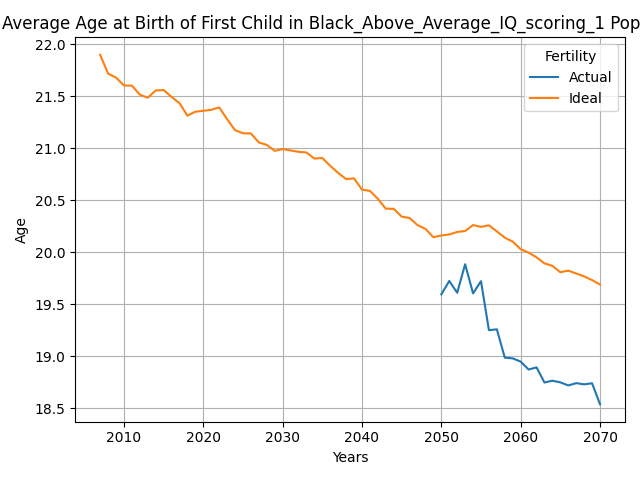 Average Age at Birth of First Child in Black_Above_Average_IQ_scoring_1 Pop
Fertility
Actual
Ideal
22.0
21.5
21.0
20.5
20.0
19.5
19.0
18.5
Age
2010 2020 2030 2040 2050 2060 2070
Years